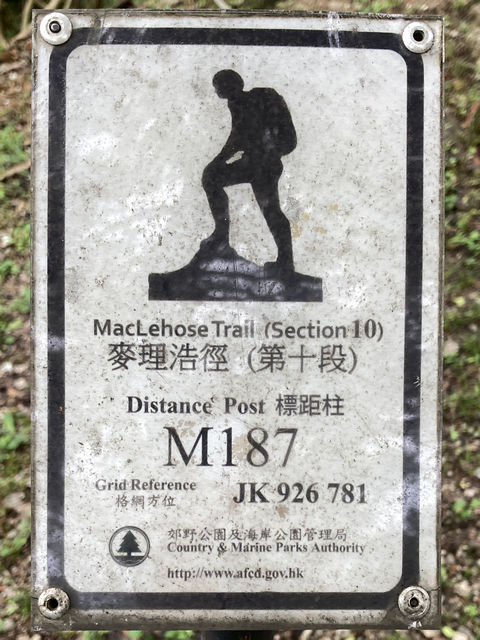 MacLehose Trail (Section 10)
麥理浩徑 (第十段)
Distance Post 標距柱
M187
Grid Reference
格網方位
JK 926 781
郊野公園及海岸公園管理局
Country & Marine Parks Authority
http://www.afcd.gov.hk